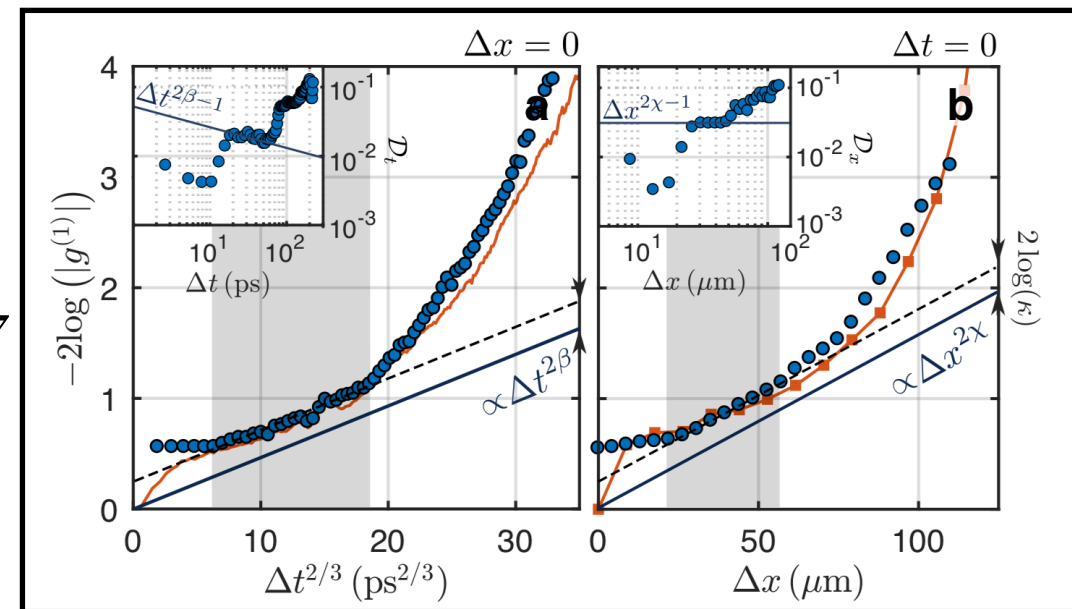 Δx = 0
Δt = 0
4
3
2
1
0
−2log (|g^(1)|)
a
Δt^{2β−1}
10^-1
10^-2
10^-3
D_t
10^1
10^2
Δt (ps)
∝Δt^{2β}
0
10
20
30
Δt^{2/3} (ps^{2/3})
b
Δx^{2χ−1}
10^-1
10^-2
10^-3
D_x
10^1
10^2
Δx (μm)
∝Δx^{2χ}
2 log(κ)
0
50
100
Δx (μm)